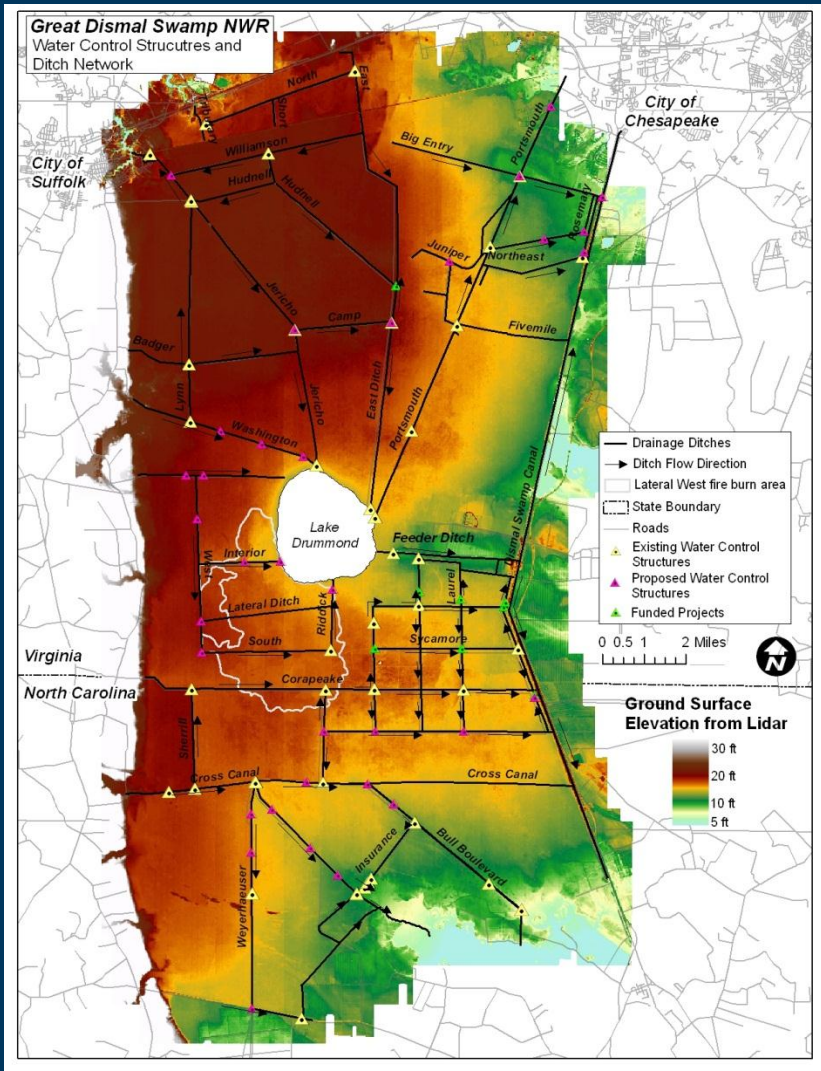 Great Dismal Swamp NWR
Water Control Strucutres and
Ditch Network
City of
Suffolk
City of
Chesapeake
North
East
Short
Williamson
Hudnell
Hudnell
Big Entry
Portsmouth
Rosemary
Juniper
Northeast
Jericho
Camp
Fivemile
Badger
Lynn
Jericho
East Ditch
Portsmouth
Washington
Dismal Swamp Canal
Lake
Drummond
Feeder Ditch
West
Interior
Laurel
Lateral Ditch
Riddick
South
Sycamore
Virginia
North Carolina
Corapeake
Sherrill
Cross Canal
Cross Canal
Insurance
Bull Boulevard
Weyerhaeuser
Drainage Ditches
Ditch Flow Direction
Lateral West fire burn area
State Boundary
Roads
Existing Water Control
Structures
Proposed Water Control
Structures
Funded Projects
0 0.5 1 2 Miles
N
Ground Surface
Elevation from Lidar
30 ft
20 ft
10 ft
5 ft